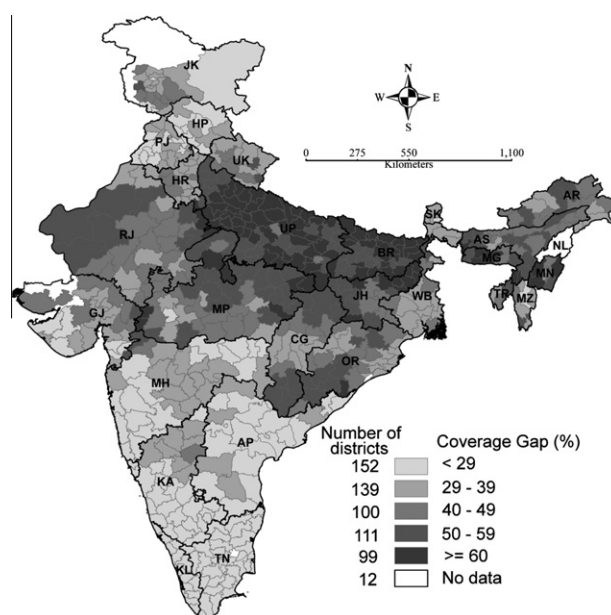 JK
N
W E
S
HP
PJ
UK
0 275 550 1,100
Kilometers
HR
AR
SK
RJ
UP
AS
NL
BR
MG
MN
TR
MZ
GJ
MP
JH
WB
CG
OR
MH
AP
KA
TN
KL
Number of districts
Coverage Gap (%)
152 < 29
139 29 - 39
100 40 - 49
111 50 - 59
99 >= 60
12 No data